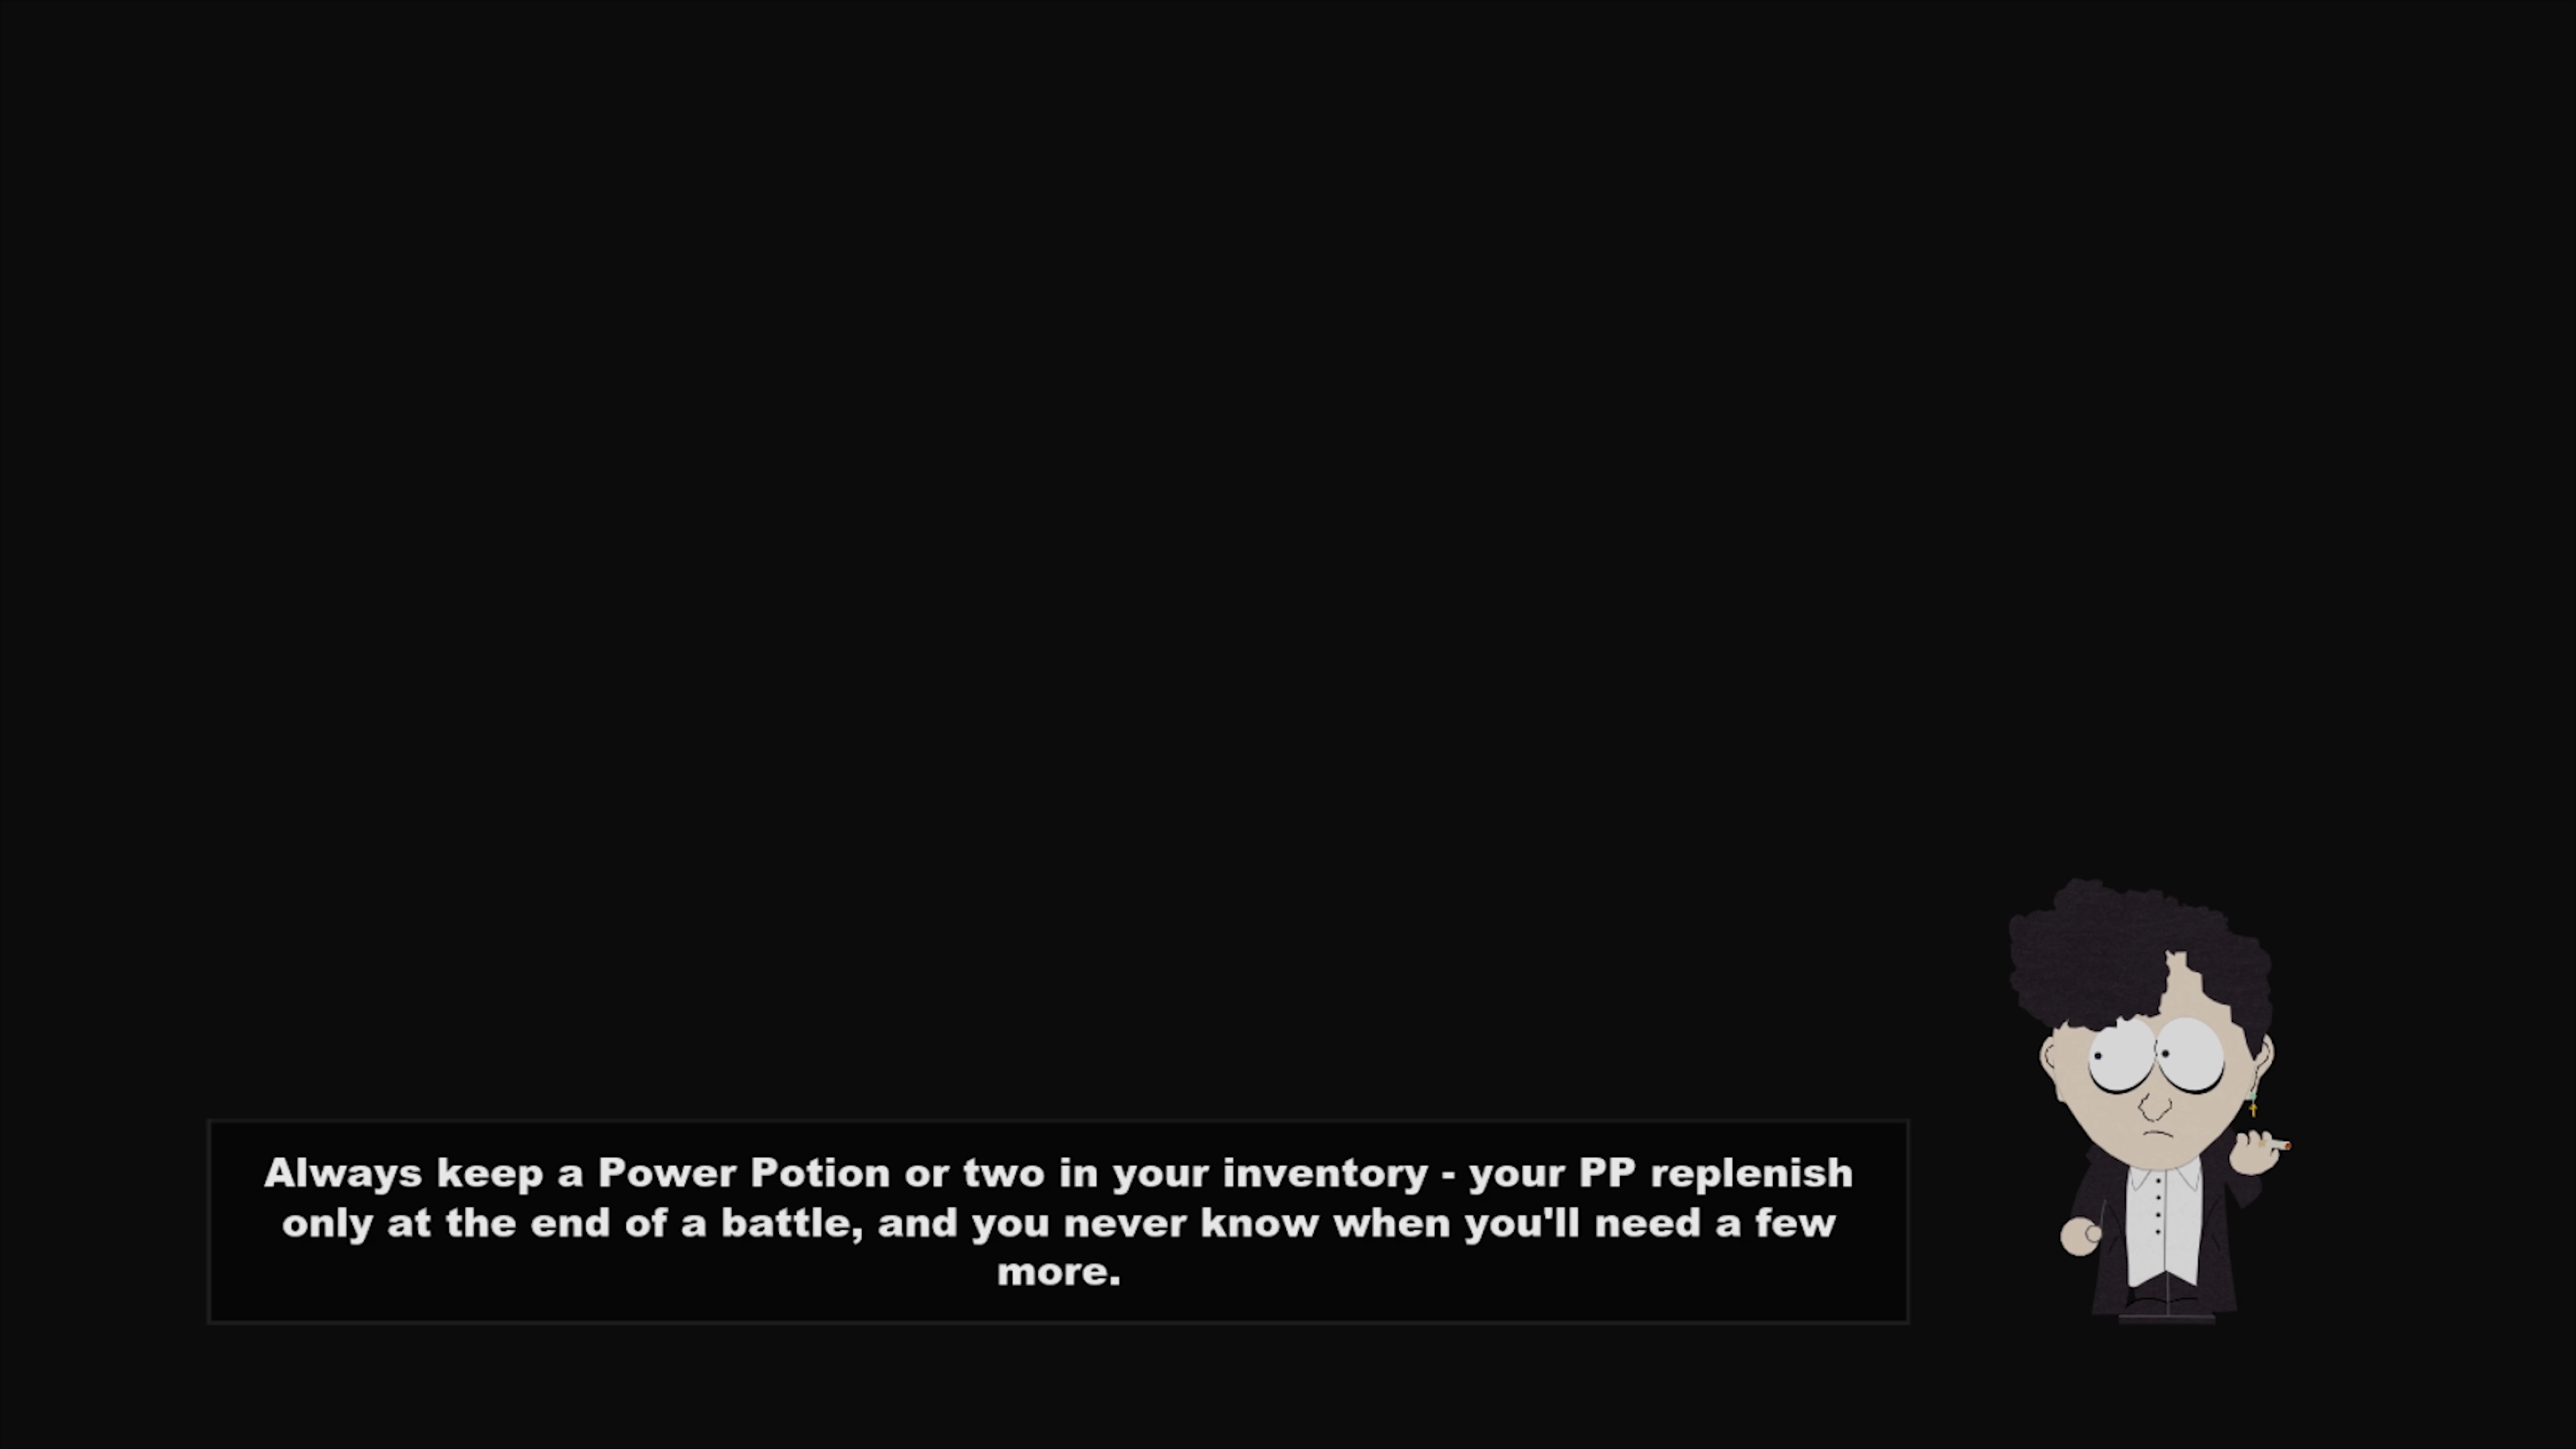 Always keep a Power Potion or two in your inventory - your PP replenish
only at the end of a battle, and you never know when you'll need a few
more.